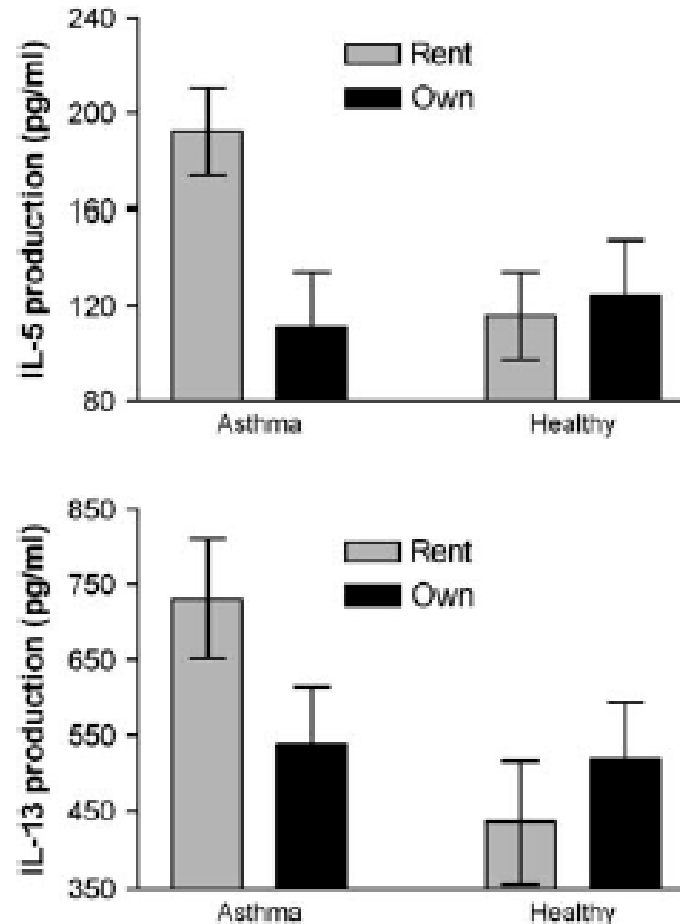 IL-5 production (pg/ml)
240
200
160
120
80
Rent
Own
Asthma Healthy
IL-13 production (pg/ml)
850
750
650
550
450
350
Rent
Own
Asthma Healthy